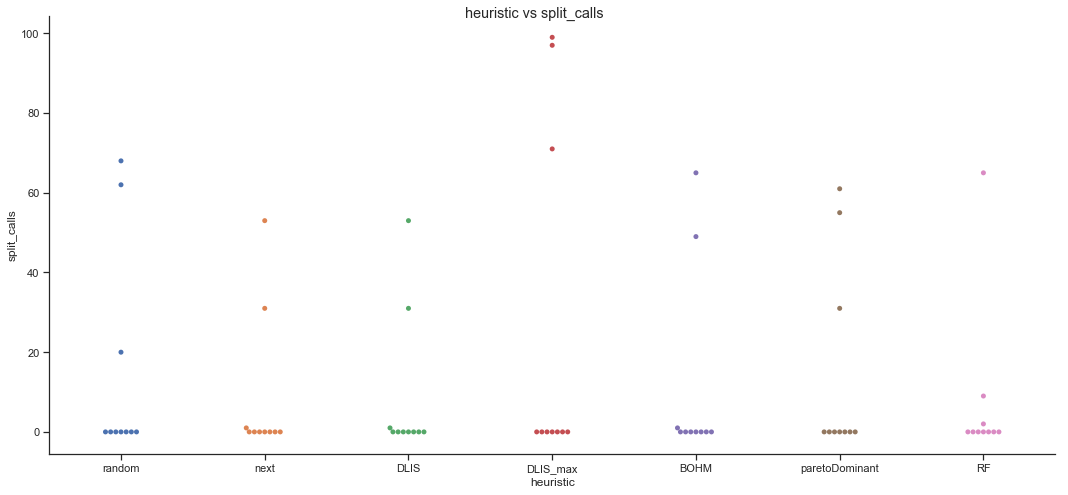 heuristic vs split_calls
100
80
60
40
20
0
split_calls
random next DLIS DLIS_max BOHM paretoDominant RF
heuristic